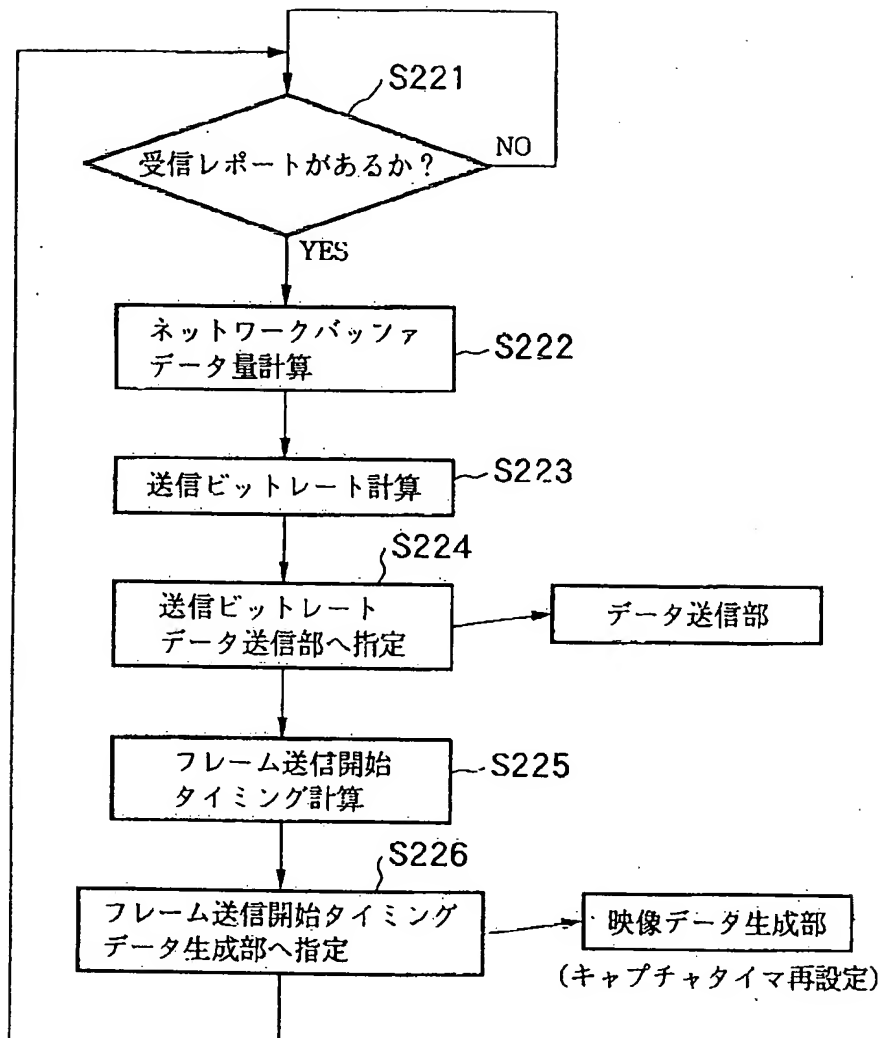 S221
受信レポートがあるか？
NO
YES
ネットワークバッファ
データ量計算
S222
送信ビットレート計算
S223
S224
送信ビットレート
データ送信部へ指定
データ送信部
フレーム送信開始
タイミング計算
S225
S226
フレーム送信開始タイミング
データ生成部へ指定
映像データ生成部
(キャプチャタイマ再設定)